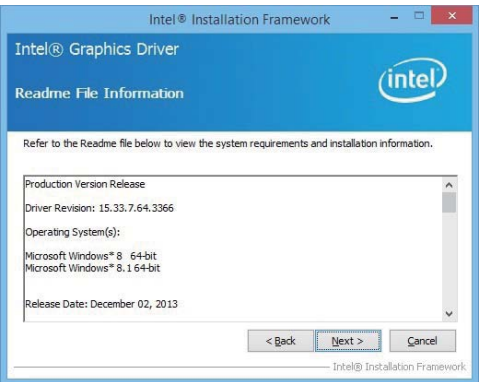 Intel® Installation Framework
Intel® Graphics Driver
Readme File Information
intel
Refer to the Readme file below to view the system requirements and installation information.
Production Version Release
Driver Revision: 15.33.7.64.3366
Operating System(s):
Microsoft Windows* 8 64-bit
Microsoft Windows* 8.1 64-bit
Release Date: December 02, 2013
< Back Next > Cancel
Intel® Installation Framework